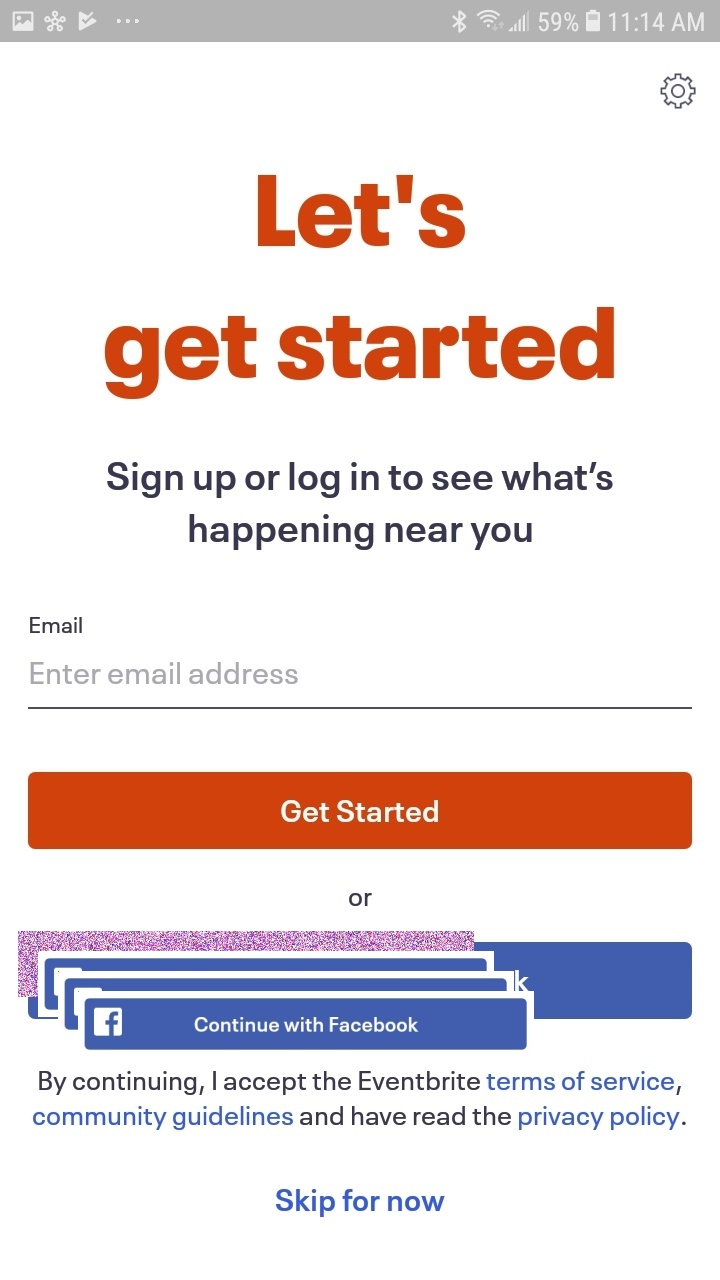 59% 11:14 AM
Let's
get started
Sign up or log in to see what’s
happening near you
Email
Enter email address
Get Started
or
k
Continue with Facebook
By continuing, I accept the Eventbrite terms of service,
community guidelines and have read the privacy policy.
Skip for now